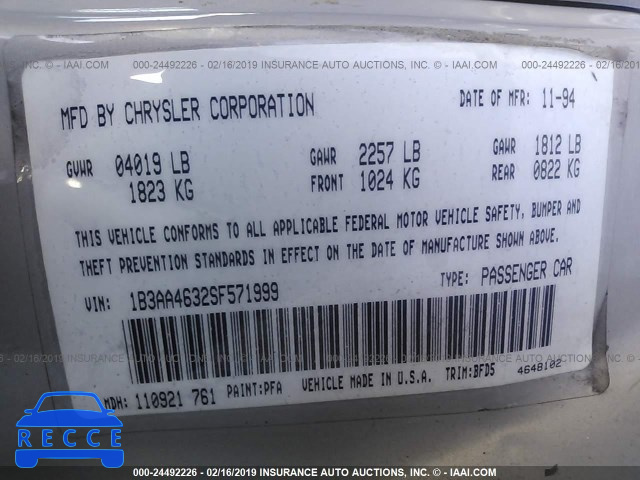 000-24492226 - 02/16/2019 INSURANCE AUTO AUCTIONS, INC. - © - IAAI.COM
MFD BY CHRYSLER CORPORATION DATE OF MFR: 11-94
GVWR 04019 LB GAWR 2257 LB GAWR 1812 LB
1823 KG FRONT 1024 KG REAR 0822 KG
THIS VEHICLE CONFORMS TO ALL APPLICABLE FEDERAL MOTOR VEHICLE SAFETY, BUMPER AND
THEFT PREVENTION STANDARDS IN EFFECT ON THE DATE OF MANUFACTURE SHOWN ABOVE.
VIN: 1B3AA4632SF571999 TYPE: PASSENGER CAR
MDH: 110921 761 PAINT:PFA VEHICLE MADE IN U.S.A. TRIM:BFD5 4648102
BECCE
000-24492226 - 02/16/2019 INSURANCE AUTO AUCTIONS, INC. - © - IAAI.COM